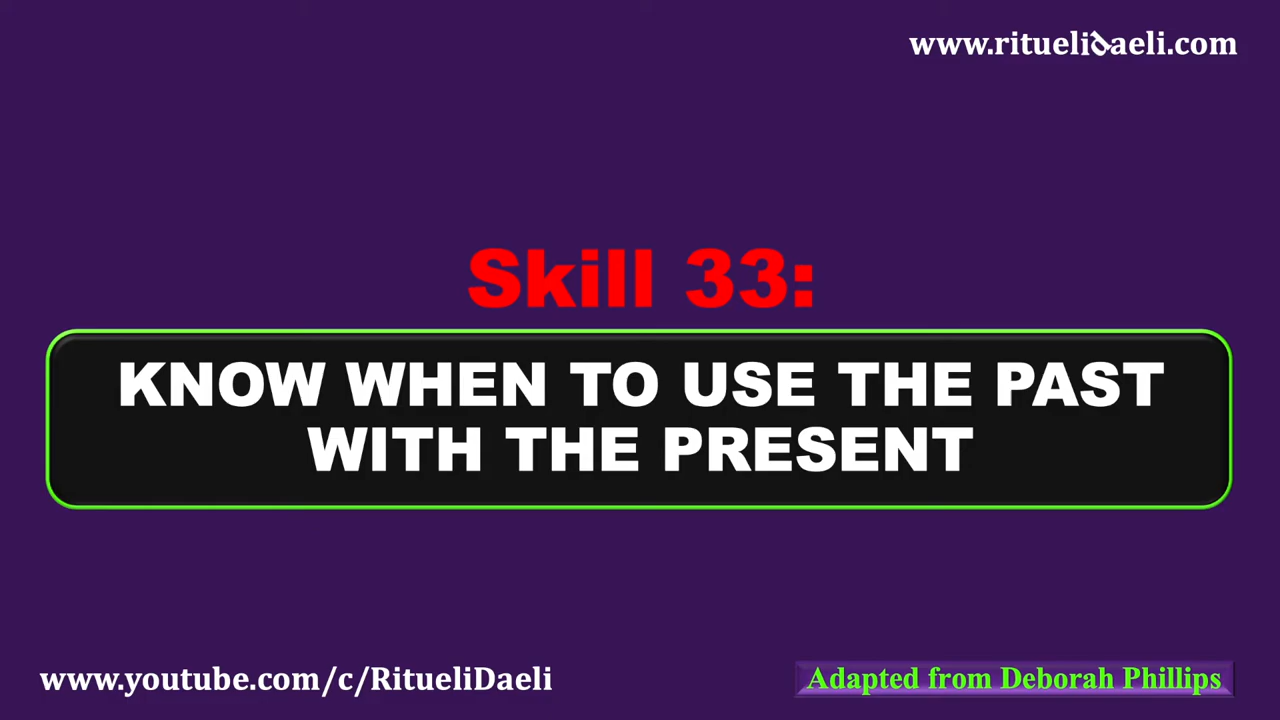 www.rituelidaeli.com
Skill 33:
KNOW WHEN TO USE THE PAST
WITH THE PRESENT
www.youtube.com/c/RitueliDaeli
Adapted from Deborah Phillips